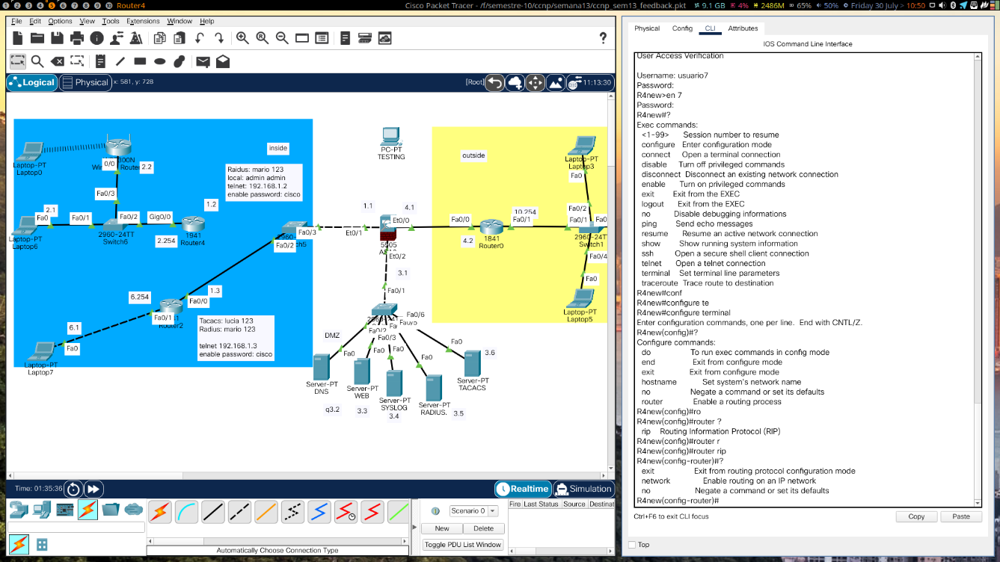 1 2 3 4 5 6 7 8 9 10 Router4
Cisco Packet Tracer - /f/semestre-10/ccnp/semana13/ccnp_sem13_feedback.pkt
9.1 GB 4% 2486M 65% 50% Friday 30 July > 10:50
File Edit Options View Tools Extensions Window Help
?
Logical Physical x: 581, y: 728
[Root] 11:13:30
inside
Raidus: mario 123
local: admin admin
telnet: 192.168.1.2
enable password: cisco
PC-PT
TESTING
outside
Laptop-PT
Laptop0
0/0
2.2
Fa0/3
2.1
Fa0
Fa0/1
Fa0/2
Gig0/0
1.2
Laptop-PT
Laptop6
2960-24TT
Switch6
2.254
1941
Router4
Fa0/3
Fa0/2
1.1
4.1
Et0/1
Et0/0
5505
Et0/2
3.1
Fa0/1
Fa0/0
4.2
1841
Router0
10.254
Fa0/1
Laptop-PT
Laptop3
Fa0
Fa0/2
Fa0/1
2960-24TT
Switch1
Fa0/4
Fa0
Laptop-PT
Laptop5
6.254
1.3
Fa0/0
Fa0/1
Router2
6.1
Fa0
Laptop-PT
Laptop7
Tacacs: lucia 123
Radius: mario 123
telnet 192.168.1.3
enable password: cisco
DMZ
Fa0/6
Fa0/3
Fa0
Fa0
Fa0
Fa0
Fa0
3.6
Server-PT
DNS
Server-PT
WEB
Server-PT
SYSLOG
Server-PT
RADIUS.
Server-PT
TACACS
q3.2
3.3
3.4
3.5
Time: 01:35:36
Realtime Simulation
Scenario 0
New Delete
Toggle PDU List Window
Fire Last Status Source Destinat
Automatically Choose Connection Type
Physical Config CLI Attributes
IOS Command Line Interface
User Access Verification
Username: usuario7
Password:
R4new>en 7
Password:
R4new#?
Exec commands:
<1-99> Session number to resume
configure Enter configuration mode
connect Open a terminal connection
disable Turn off privileged commands
disconnect Disconnect an existing network connection
enable Turn on privileged commands
exit Exit from the EXEC
logout Exit from the EXEC
no Disable debugging informations
ping Send echo messages
resume Resume an active network connection
show Show running system information
ssh Open a secure shell client connection
telnet Open a telnet connection
terminal Set terminal line parameters
traceroute Trace route to destination
R4new#conf
R4new#configure te
R4new#configure terminal
Enter configuration commands, one per line. End with CNTL/Z.
R4new(config)#?
Configure commands:
do To run exec commands in config mode
end Exit from configure mode
exit Exit from configure mode
hostname Set system's network name
no Negate a command or set its defaults
router Enable a routing process
R4new(config)#ro
R4new(config)#router ?
rip Routing Information Protocol (RIP)
R4new(config)#router r
R4new(config)#router rip
R4new(config-router)#?
exit Exit from routing protocol configuration mode
network Enable routing on an IP network
no Negate a command or set its defaults
R4new(config-router)#
Ctrl+F6 to exit CLI focus
Copy Paste
Top